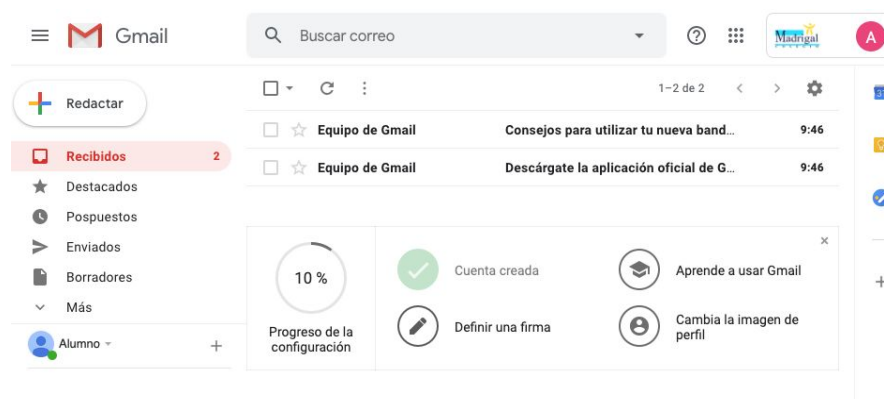 Gmail
Buscar correo
Madrigal
A
Redactar
1–2 de 2
Recibidos 2
Equipo de Gmail Consejos para utilizar tu nueva band... 9:46
Equipo de Gmail Descárgate la aplicación oficial de G... 9:46
Destacados
Pospuestos
Enviados
Borradores
Más
Alumno
10 %
Progreso de la
configuración
Cuenta creada
Definir una firma
Aprende a usar Gmail
Cambia la imagen de
perfil